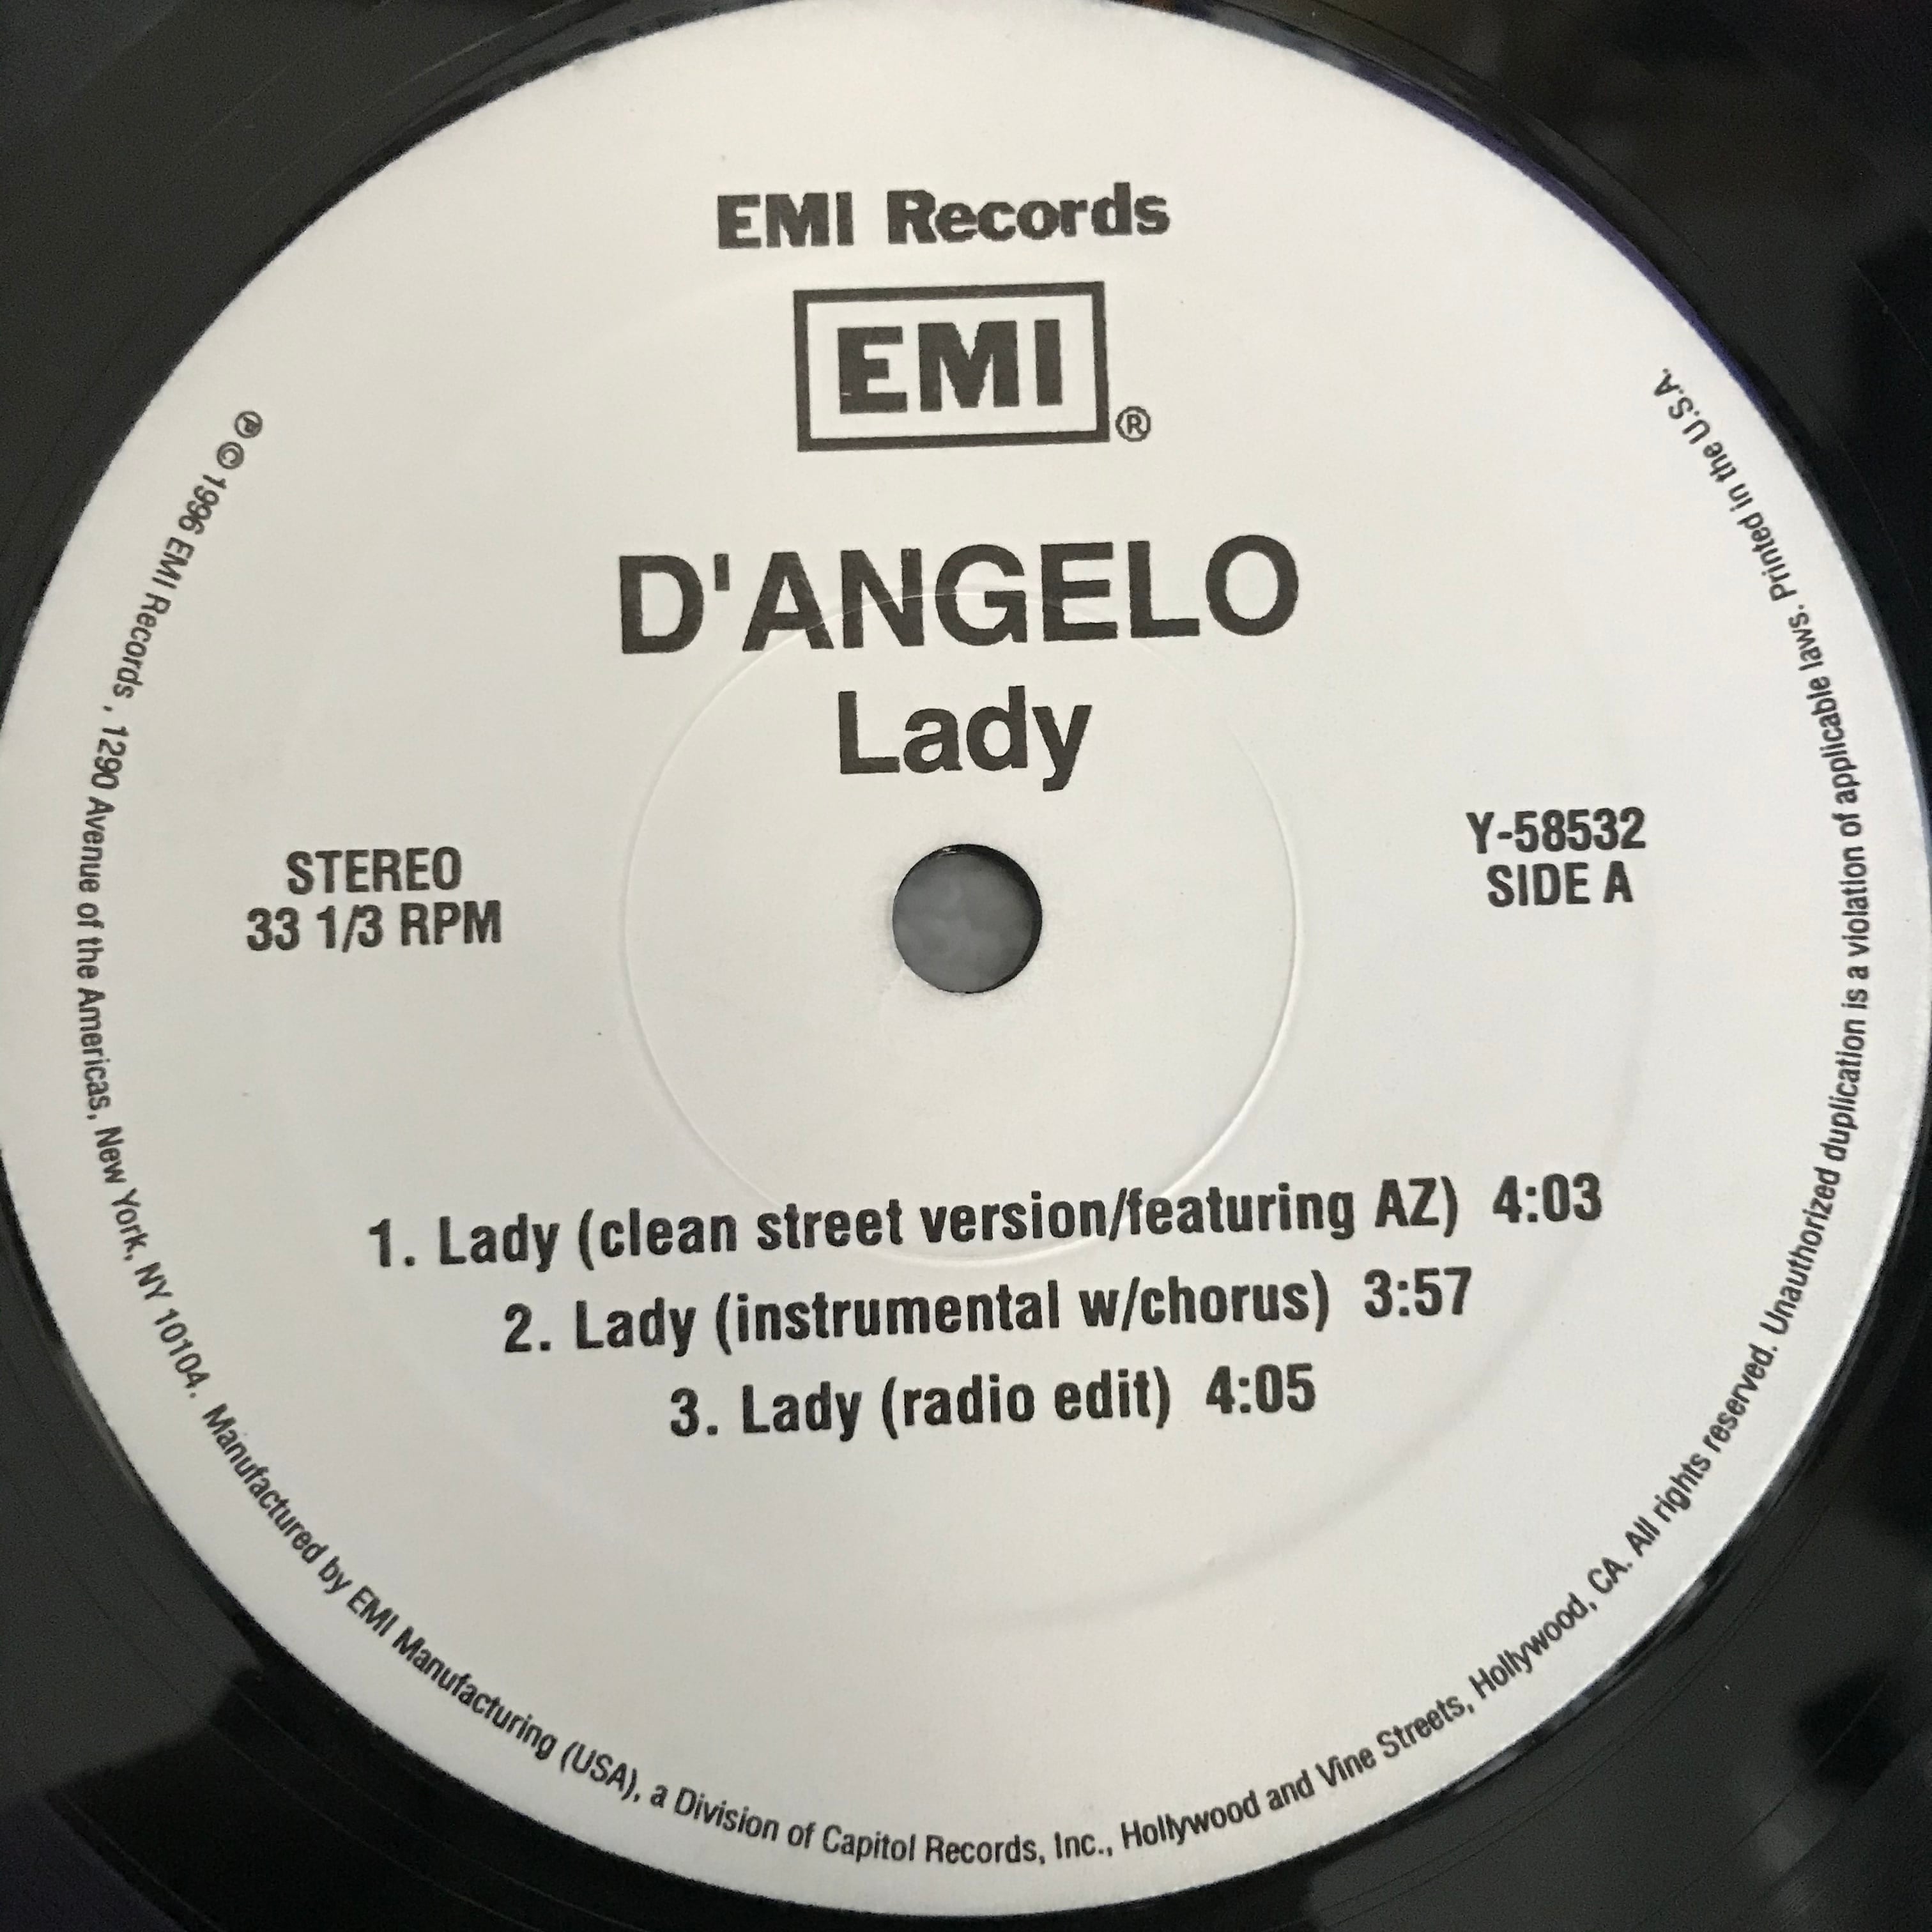 EMI Records
EMI ®
D'ANGELO
Lady
STEREO
33 1/3 RPM
Y-58532
SIDE A
1. Lady (clean street version/featuring AZ) 4:03
2. Lady (instrumental w/chorus) 3:57
3. Lady (radio edit) 4:05
℗ © 1996 EMI Records , 1290 Avenue of the Americas, New York, NY 10104. Manufactured by EMI Manufacturing (USA), a Division of Capitol Records, Inc., Hollywood and Vine Streets, Hollywood, CA. All rights reserved. Unauthorized duplication is a violation of applicable laws. Printed in the U.S.A.